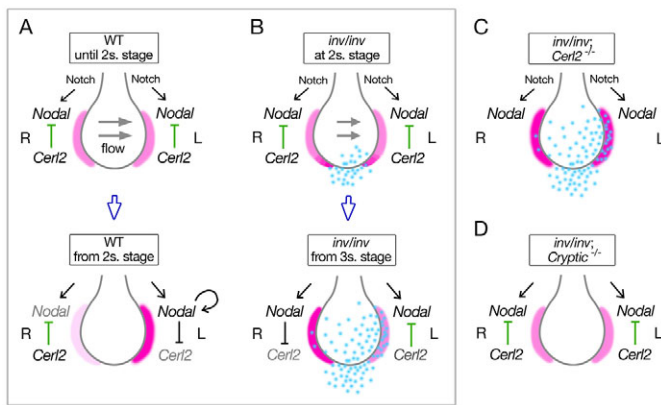 A
WT
until 2s. stage
Notch Notch
Nodal Nodal
R L
Cerl2 flow Cerl2
WT
from 2s. stage
Nodal Nodal
R L
Cerl2 Cerl2
B
inv/inv
at 2s. stage
Notch Notch
Nodal Nodal
R L
Cerl2 Cerl2
inv/inv
from 3s. stage
Nodal Nodal
R L
Cerl2 Cerl2
C
inv/inv;
Cerl2 -/-
Notch Notch
Nodal Nodal
R L
D
inv/inv;
Cryptic -/-
Nodal Nodal
R L
Cerl2 Cerl2